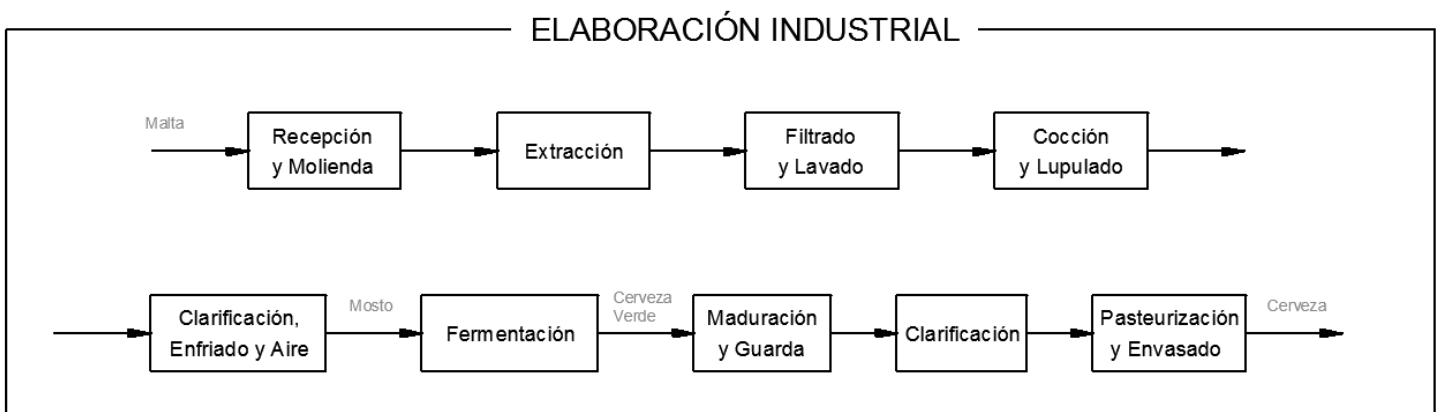 ELABORACIÓN INDUSTRIAL
Malta
Recepción
y Molienda
Extracción
Filtrado
y Lavado
Cocción
y Lupulado
Clarificación,
Enfriado y Aire
Mosto
Fermentación
Cerveza
Verde
Maduración
y Guarda
Clarificación
Pasteurización
y Envasado
Cerveza